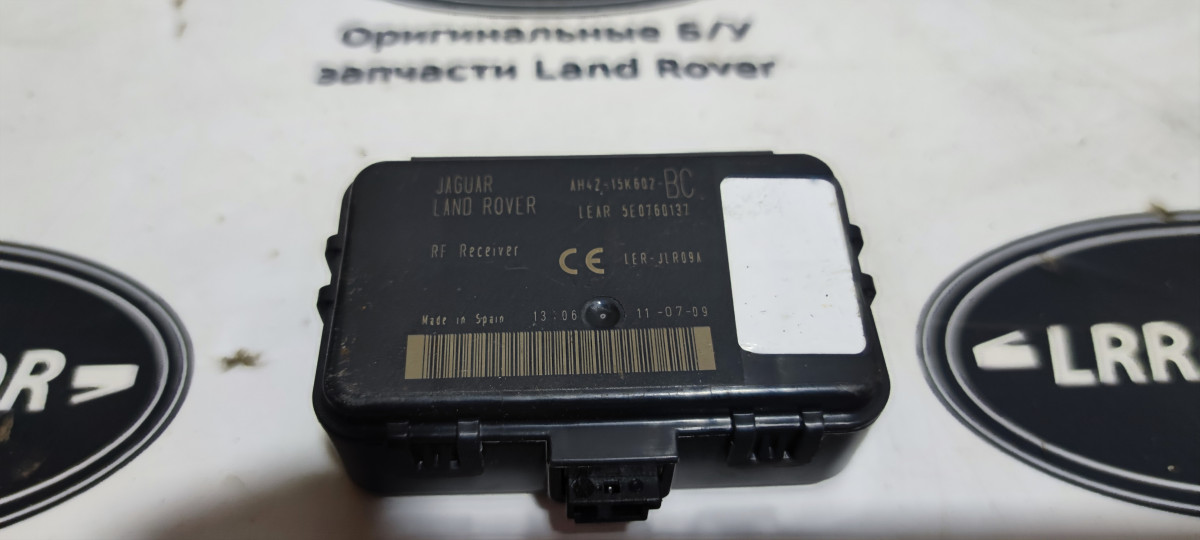 Оригинальные Б/У
запчасти Land Rover
JAGUAR
LAND ROVER
AH42-15K602-BC
LEAR 5E0760137
RF Receiver
CE
LER-JLR09A
Made in Spain
13:06
11-07-09
OR>
<LRR.